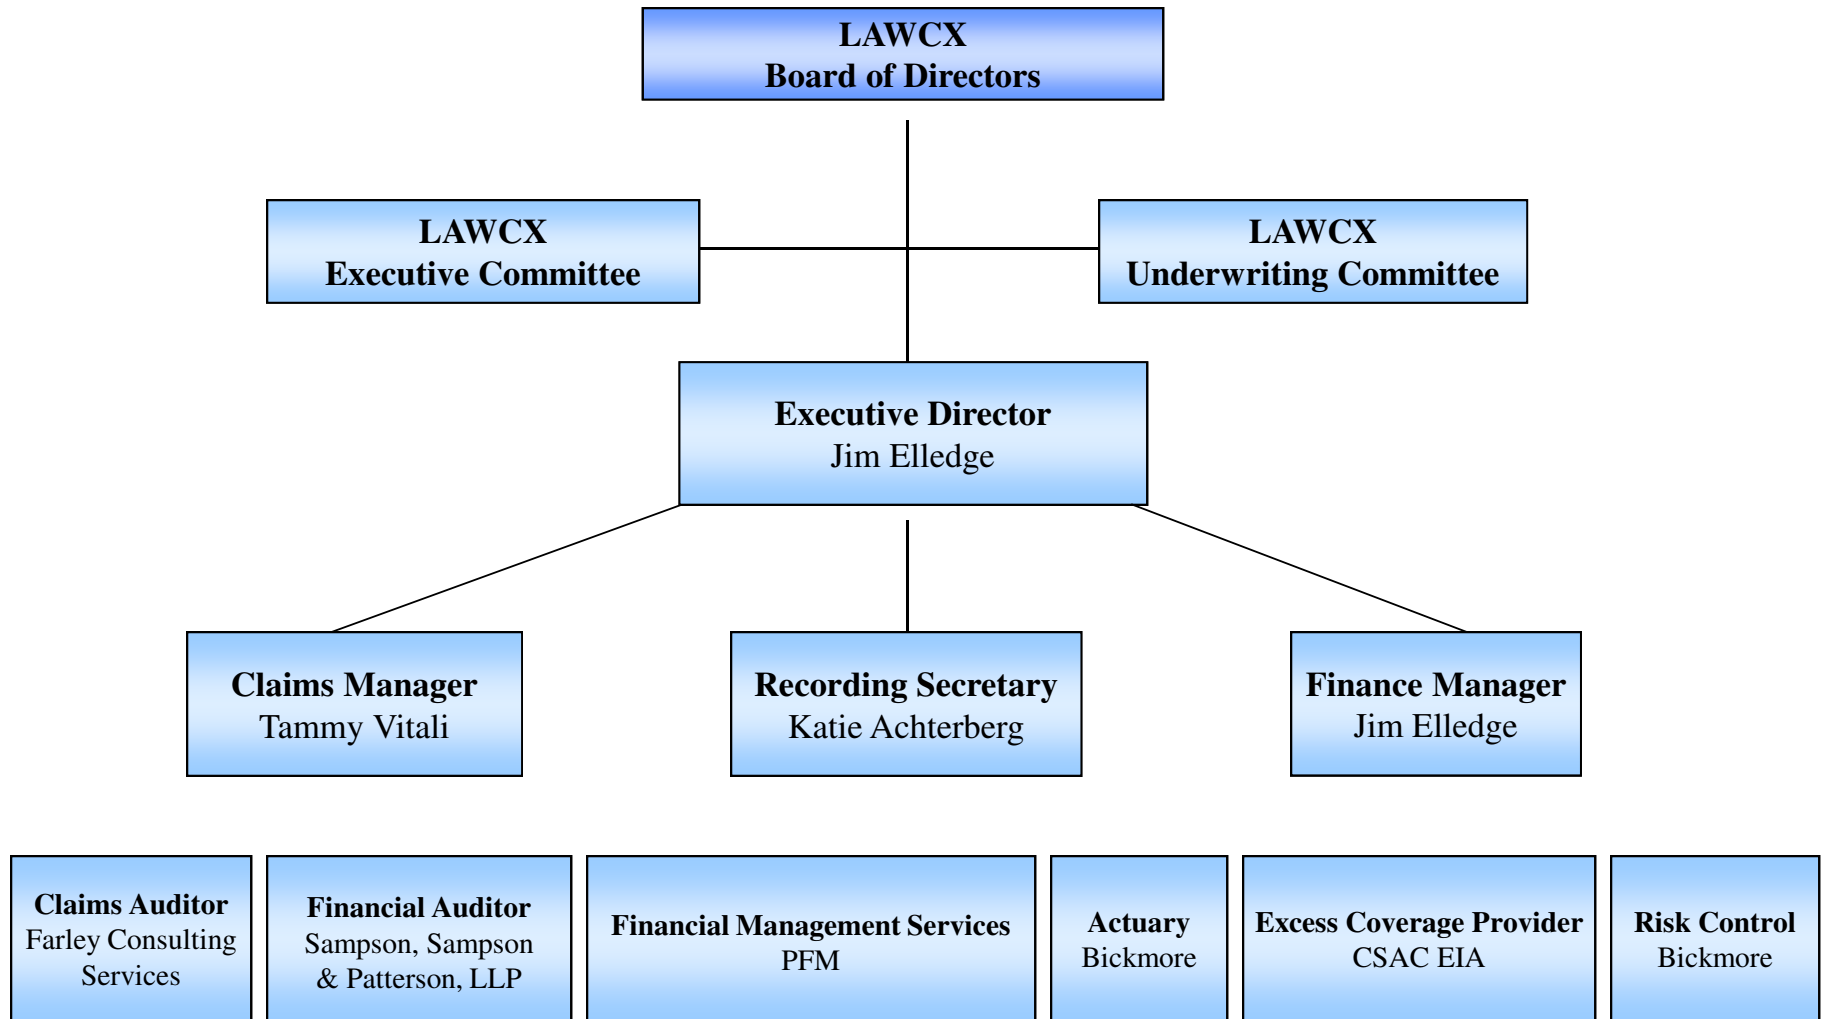 LAWCX
Board of Directors
LAWCX
Executive Committee
LAWCX
Underwriting Committee
Executive Director
Jim Elledge
Claims Manager
Tammy Vitali
Recording Secretary
Katie Achterberg
Finance Manager
Jim Elledge
Claims Auditor
Farley Consulting
Services
Financial Auditor
Sampson, Sampson
& Patterson, LLP
Financial Management Services
PFM
Actuary
Bickmore
Excess Coverage Provider
CSAC EIA
Risk Control
Bickmore